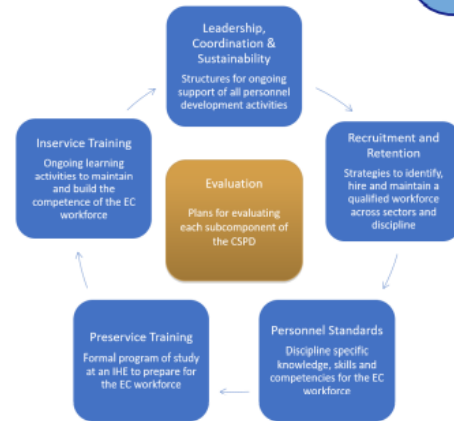 Leadership,
Coordination &
Sustainability
Structures for ongoing
support of all personnel
development activities
Recruitment and
Retention
Strategies to identify,
hire and maintain a
qualified workforce
across sectors and
discipline
Personnel Standards
Discipline specific
knowledge, skills and
competencies for the EC
workforce
Preservice Training
Formal program of study
at an IHE to prepare for
the EC workforce
Inservice Training
Ongoing learning
activities to maintain
and build the
competence of the EC
workforce
Evaluation
Plans for evaluating
each subcomponent of
the CSPD